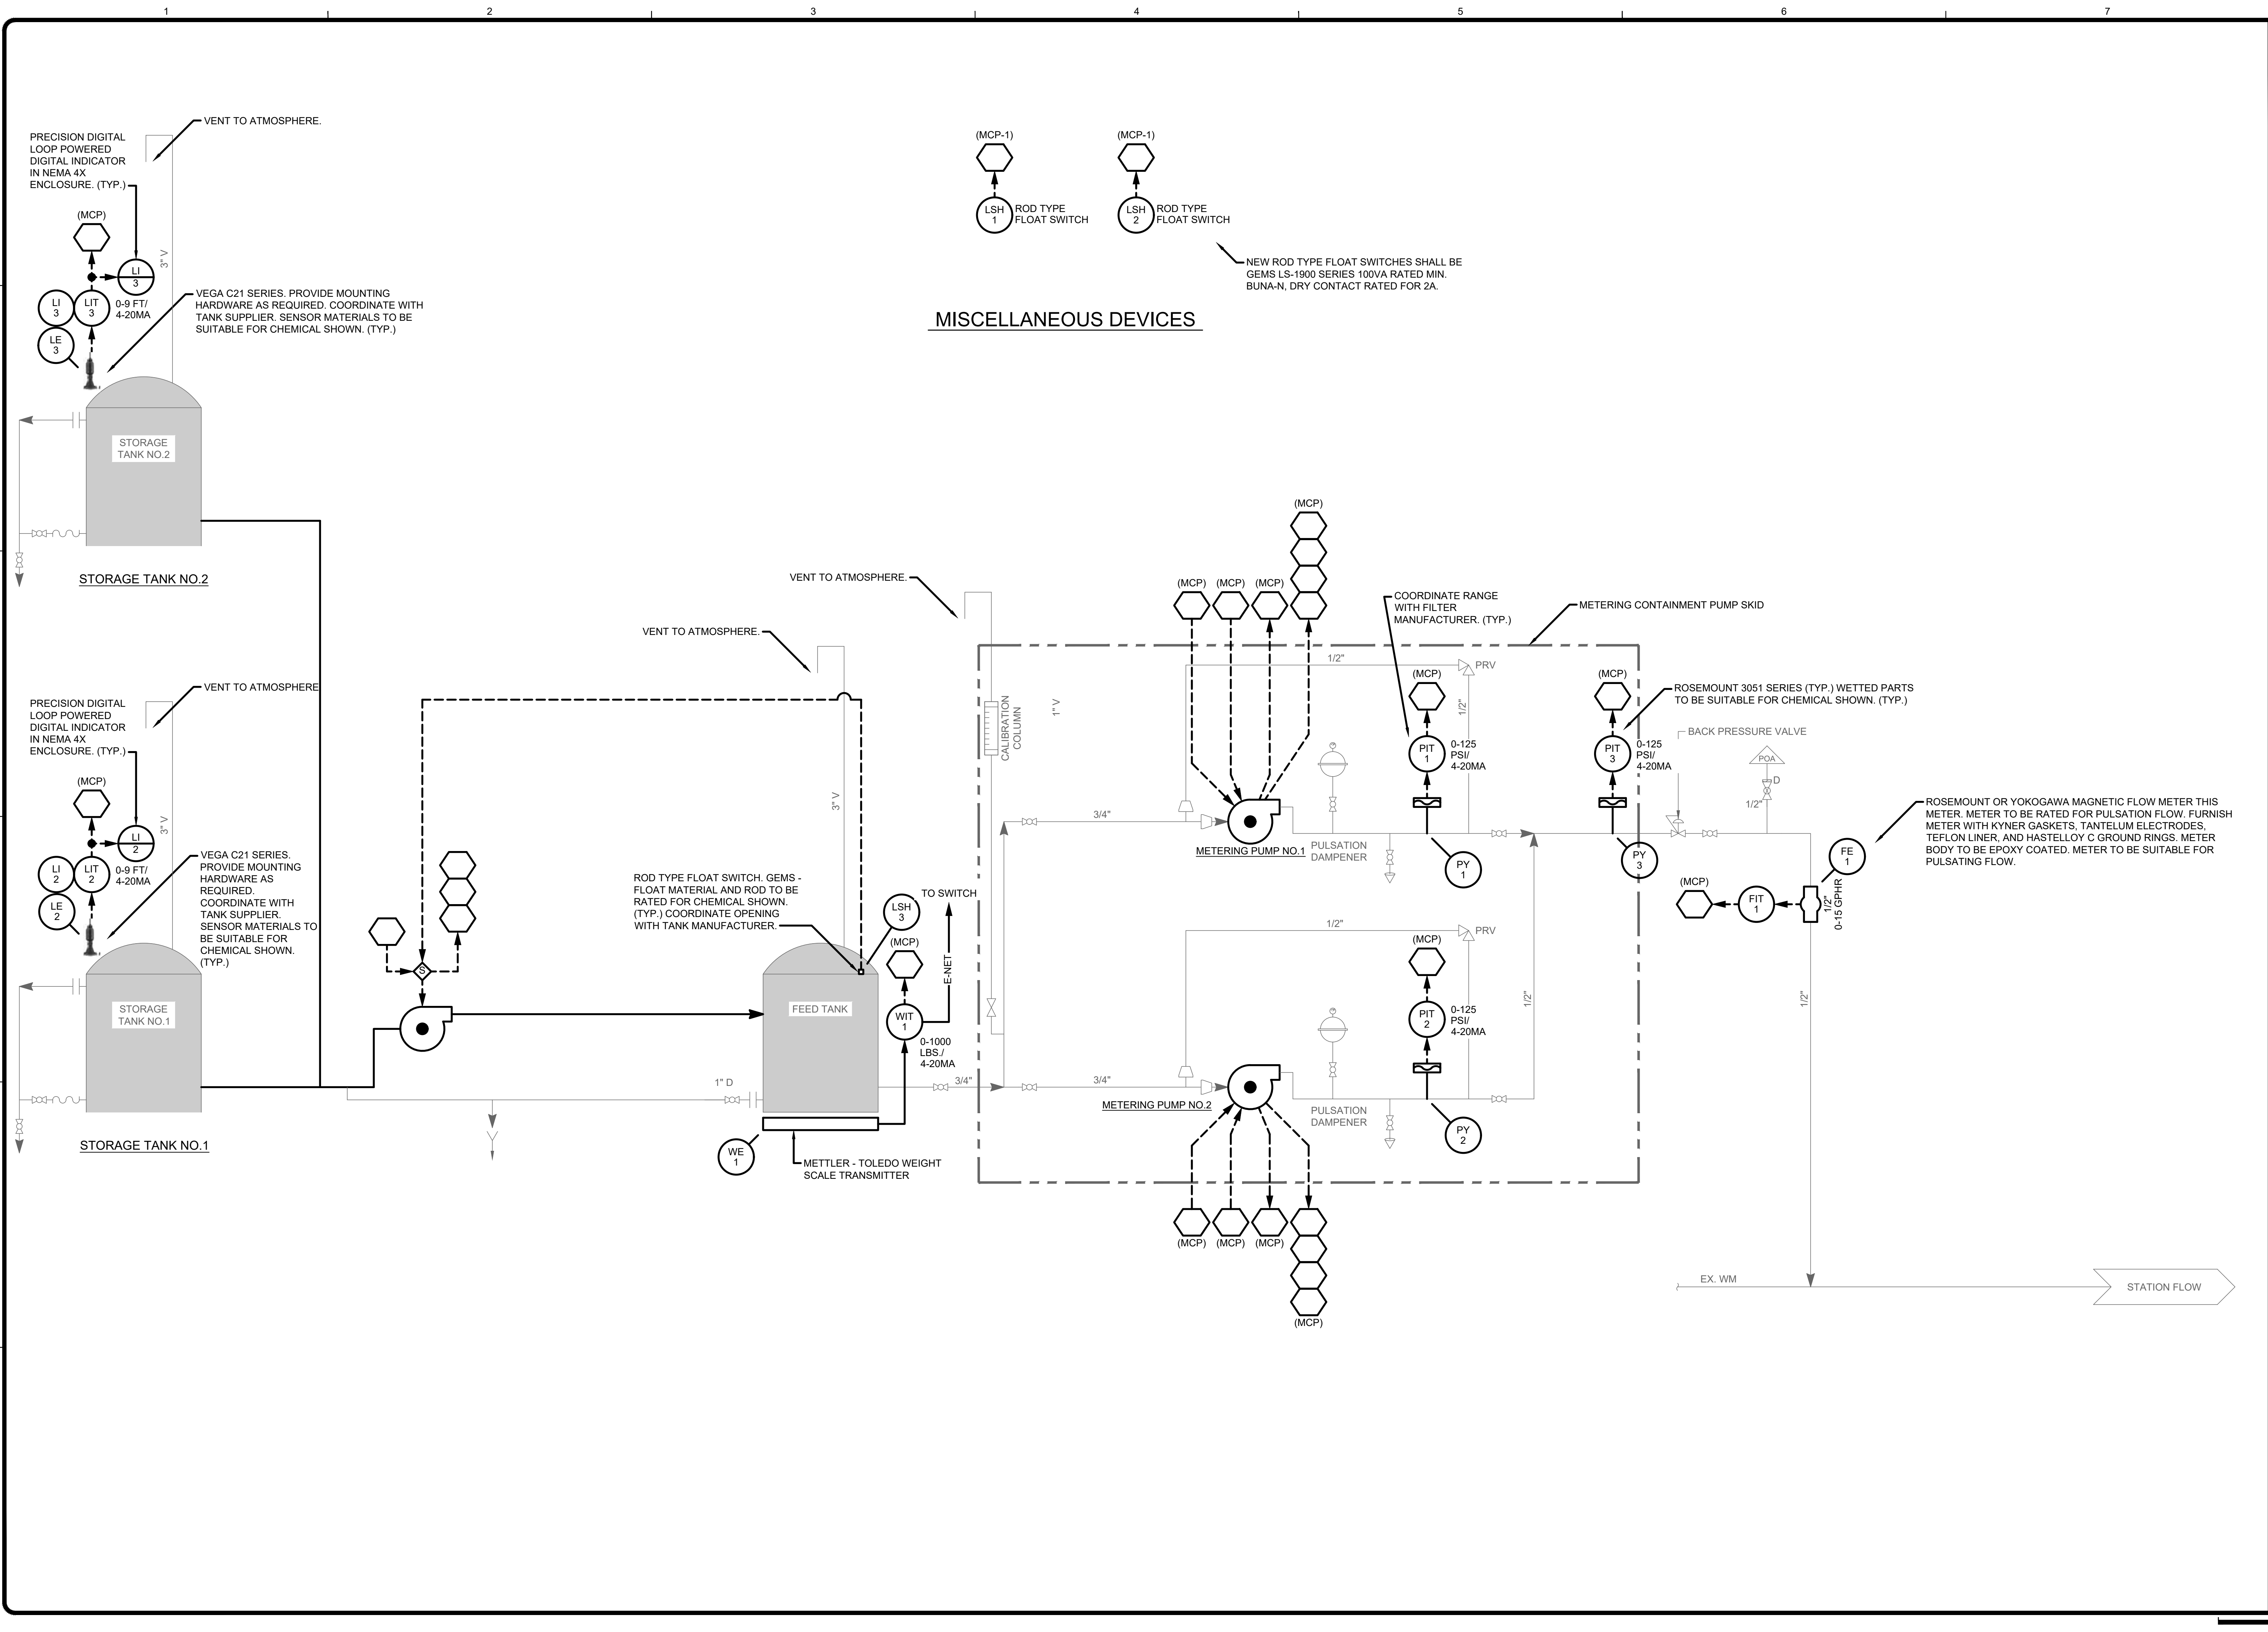 1
2
3
4
5
6
7
VENT TO ATMOSPHERE.
PRECISION DIGITAL
LOOP POWERED
DIGITAL INDICATOR
IN NEMA 4X
ENCLOSURE. (TYP.)
(MCP)
LI
3
3" V
LI
3
LIT
3
0-9 FT/
4-20MA
LE
3
VEGA C21 SERIES. PROVIDE MOUNTING
HARDWARE AS REQUIRED. COORDINATE WITH
TANK SUPPLIER. SENSOR MATERIALS TO BE
SUITABLE FOR CHEMICAL SHOWN. (TYP.)
STORAGE
TANK NO.2
STORAGE TANK NO.2
(MCP-1)
LSH
1
ROD TYPE
FLOAT SWITCH
(MCP-1)
LSH
2
ROD TYPE
FLOAT SWITCH
NEW ROD TYPE FLOAT SWITCHES SHALL BE
GEMS LS-1900 SERIES 100VA RATED MIN.
BUNA-N, DRY CONTACT RATED FOR 2A.
MISCELLANEOUS DEVICES
VENT TO ATMOSPHERE
PRECISION DIGITAL
LOOP POWERED
DIGITAL INDICATOR
IN NEMA 4X
ENCLOSURE. (TYP.)
(MCP)
LI
2
3" V
LI
2
LIT
2
0-9 FT/
4-20MA
LE
2
VEGA C21 SERIES.
PROVIDE MOUNTING
HARDWARE AS
REQUIRED.
COORDINATE WITH
TANK SUPPLIER.
SENSOR MATERIALS TO
BE SUITABLE FOR
CHEMICAL SHOWN.
(TYP.)
STORAGE
TANK NO.1
STORAGE TANK NO.1
S
VENT TO ATMOSPHERE.
VENT TO ATMOSPHERE.
3" V
ROD TYPE FLOAT SWITCH. GEMS -
FLOAT MATERIAL AND ROD TO BE
RATED FOR CHEMICAL SHOWN.
(TYP.) COORDINATE OPENING
WITH TANK MANUFACTURER.
LSH
3
TO SWITCH
(MCP)
E-NET
FEED TANK
WIT
1
0-1000
LBS./
4-20MA
1" D
3/4"
WE
1
METTLER - TOLEDO WEIGHT
SCALE TRANSMITTER
CALIBRATION
COLUMN
1" V
(MCP)
(MCP)
(MCP)
(MCP)
COORDINATE RANGE
WITH FILTER
MANUFACTURER. (TYP.)
METERING CONTAINMENT PUMP SKID
1/2"
PRV
1/2"
(MCP)
PIT
1
0-125
PSI/
4-20MA
(MCP)
PIT
3
0-125
PSI/
4-20MA
ROSEMOUNT 3051 SERIES (TYP.) WETTED PARTS
TO BE SUITABLE FOR CHEMICAL SHOWN. (TYP.)
BACK PRESSURE VALVE
POA
D
1/2"
3/4"
METERING PUMP NO.1
PULSATION
DAMPENER
PY
1
PY
3
ROSEMOUNT OR YOKOGAWA MAGNETIC FLOW METER THIS
METER. METER TO BE RATED FOR PULSATION FLOW. FURNISH
METER WITH KYNER GASKETS, TANTELUM ELECTRODES,
TEFLON LINER, AND HASTELLOY C GROUND RINGS. METER
BODY TO BE EPOXY COATED. METER TO BE SUITABLE FOR
PULSATING FLOW.
FE
1
(MCP)
FIT
1
1/2"
0-15 GPHR
1/2"
PRV
(MCP)
PIT
2
0-125
PSI/
4-20MA
1/2"
1/2"
3/4"
METERING PUMP NO.2
PULSATION
DAMPENER
PY
2
(MCP)
(MCP)
(MCP)
(MCP)
EX. WM
STATION FLOW